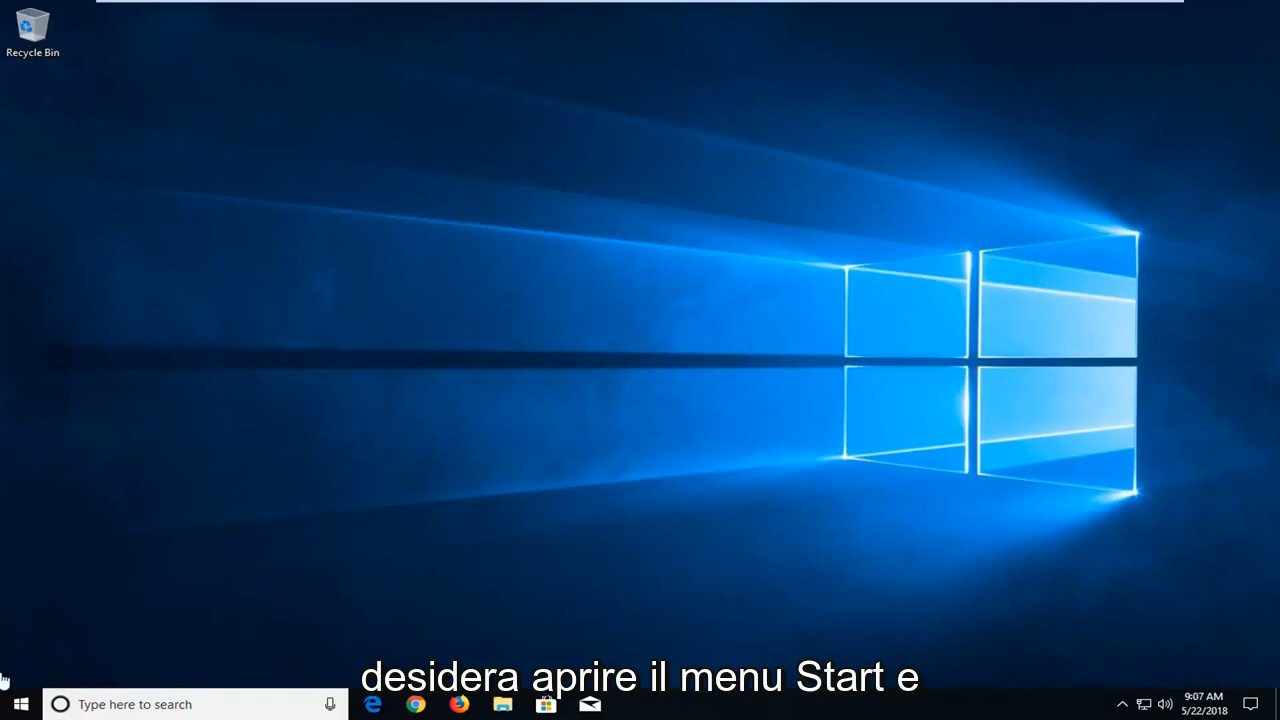 Recycle Bin
desidera aprire il menu Start e
Type here to search
9:07 AM
5/22/2018